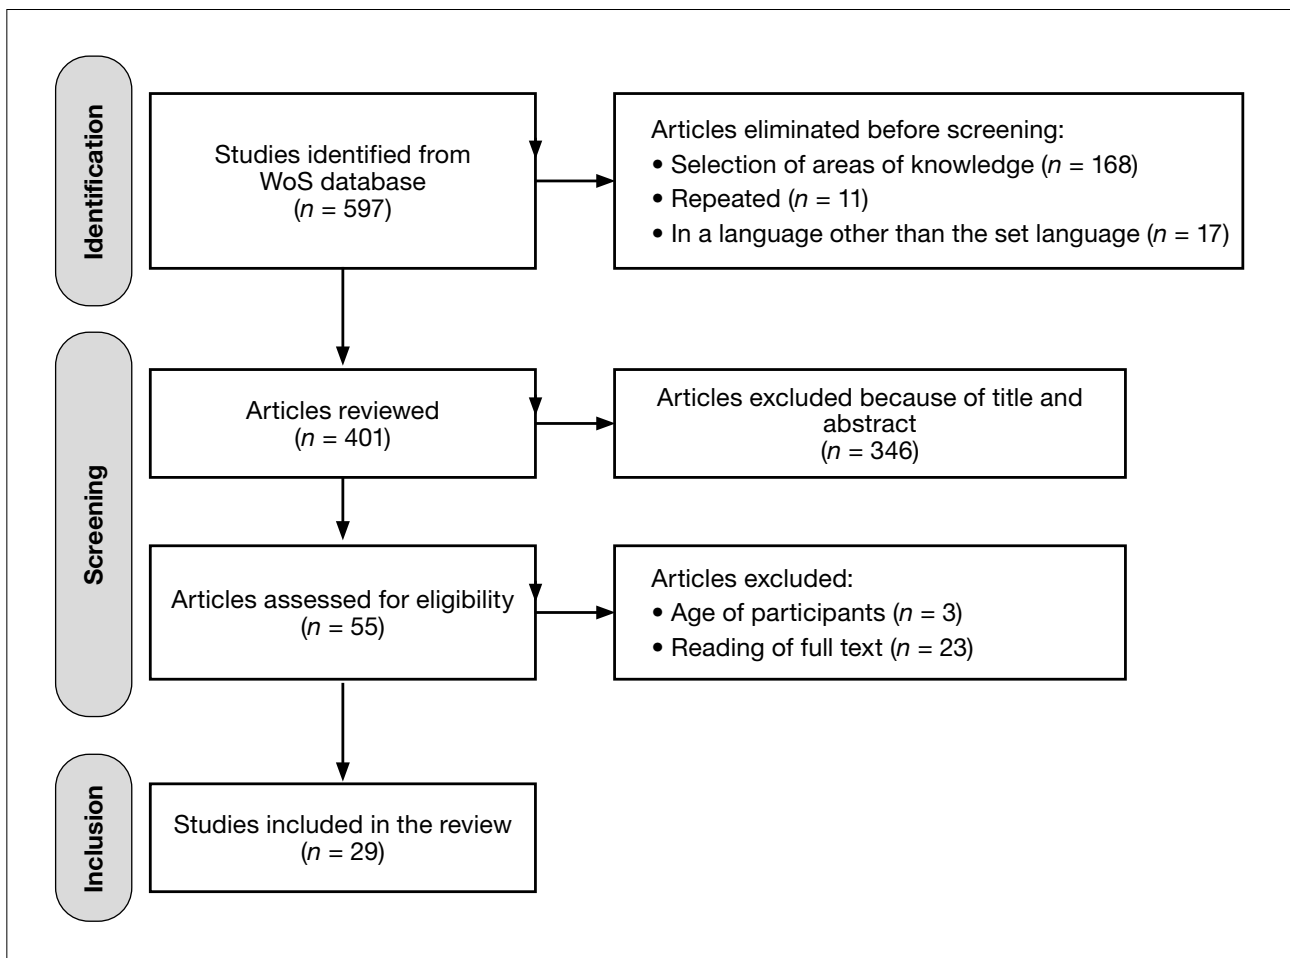 Identification
Studies identified from
WoS database
(n = 597)
Articles eliminated before screening:
• Selection of areas of knowledge (n = 168)
• Repeated (n = 11)
• In a language other than the set language (n = 17)
Screening
Articles reviewed
(n = 401)
Articles excluded because of title and
abstract
(n = 346)
Articles assessed for eligibility
(n = 55)
Articles excluded:
• Age of participants (n = 3)
• Reading of full text (n = 23)
Inclusion
Studies included in the review
(n = 29)